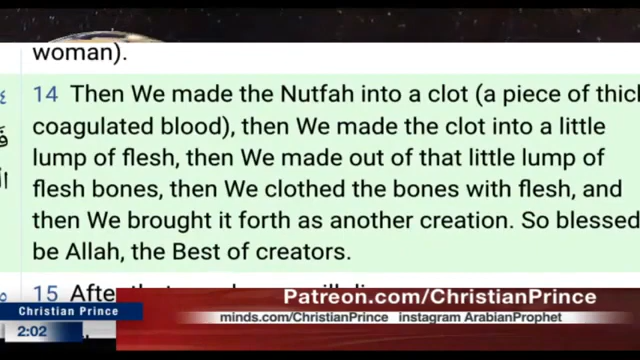 woman).
14 Then We made the Nutfah into a clot (a piece of thick
coagulated blood), then We made the clot into a little
lump of flesh, then We made out of that little lump of
flesh bones, then We clothed the bones with flesh, and
then We brought it forth as another creation. So blessed
be Allah, the Best of creators.
15
Patreon.com/ChristianPrince
Christian Prince
minds.com/ChristianPrince instagram ArabianProphet
2:02